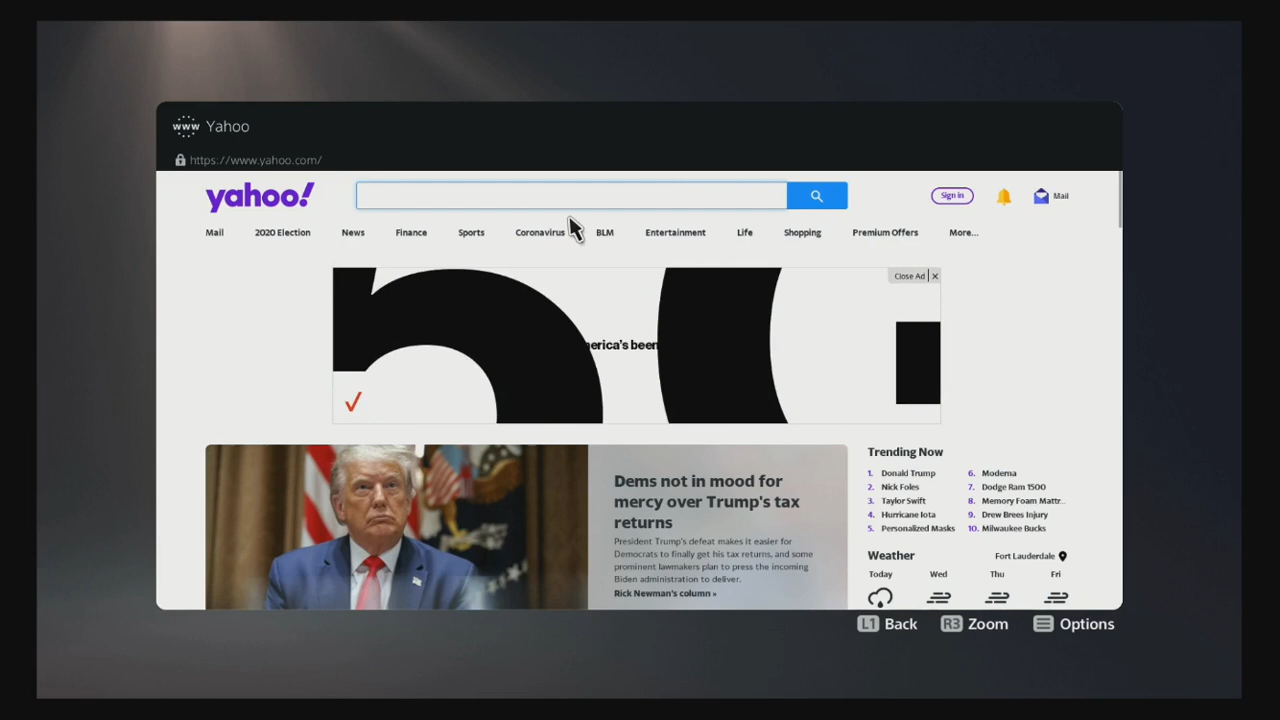 www Yahoo
https://www.yahoo.com/
yahoo!
Sign in
Mail
Mail 2020 Election News Finance Sports Coronavirus BLM Entertainment Life Shopping Premium Offers More...
Close Ad X
5G
erica's been
Dems not in mood for
mercy over Trump's tax
returns
President Trump's defeat makes it easier for
Democrats to finally get his tax returns, and some
prominent lawmakers plan to press the incoming
Biden administration to deliver.
Rick Newman's column »
Trending Now
1. Donald Trump
2. Nick Foles
3. Taylor Swift
4. Hurricane Iota
5. Personalized Masks
6. Moderna
7. Dodge Ram 1500
8. Memory Foam Mattr...
9. Drew Brees Injury
10. Milwaukee Bucks
Weather Fort Lauderdale
Today Wed Thu Fri
L1 Back R3 Zoom Options